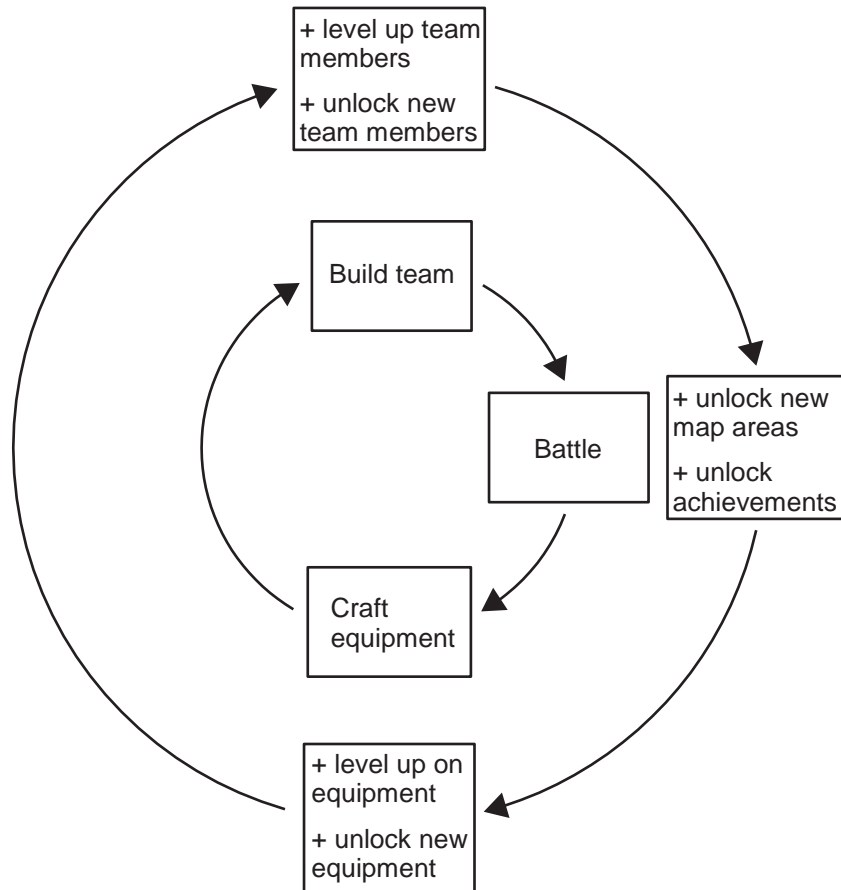 + level up team
members
+ unlock new
team members
Build team
Battle
+ unlock new
map areas
+ unlock
achievements
Craft
equipment
+ level up on
equipment
+ unlock new
equipment